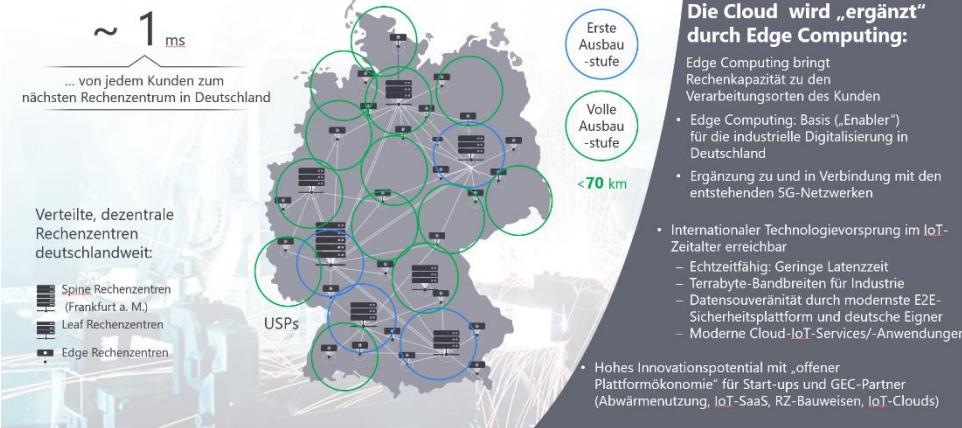 ~ 1 ms
... von jedem Kunden zum
nächsten Rechenzentrum in Deutschland
Verteilte, dezentrale
Rechenzentren
deutschlandweit:
Spine Rechenzentren
(Frankfurt a. M.)
Leaf Rechenzentren
Edge Rechenzentren
USPs
Erste
Ausbau
-stufe
Volle
Ausbau
-stufe
<70 km
Die Cloud wird „ergänzt“
durch Edge Computing:
Edge Computing bringt
Rechenkapazität zu den
Verarbeitungsorten des Kunden
• Edge Computing: Basis („Enabler“)
für die industrielle Digitalisierung in
Deutschland
• Ergänzung zu und in Verbindung mit den
entstehenden 5G-Netzwerken
• Internationaler Technologievorsprung im IoT-
Zeitalter erreichbar
– Echtzeitfähig: Geringe Latenzzeit
– Terrabyte-Bandbreiten für Industrie
– Datensouveränität durch modernste E2E-
Sicherheitsplattform und deutsche Eigner
– Moderne Cloud-IoT-Services/-Anwendungen
• Hohes Innovationspotential mit „offener
Plattformökonomie“ für Start-ups und GEC-Partner
(Abwärmenutzung, IoT-SaaS, RZ-Bauweisen, IoT-Clouds)